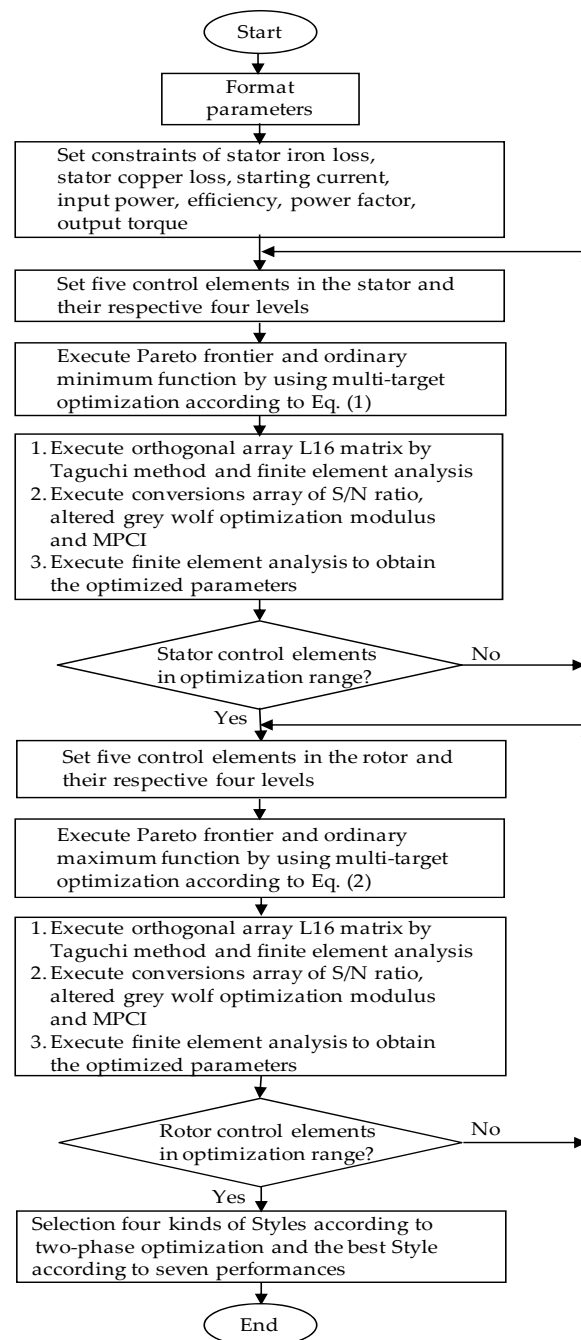 Start
Format
parameters
Set constraints of stator iron loss,
stator copper loss, starting current,
input power, efficiency, power factor,
output torque
Set five control elements in the stator and
their respective four levels
Execute Pareto frontier and ordinary
minimum function by using multi-target
optimization according to Eq. (1)
1. Execute orthogonal array L16 matrix by
Taguchi method and finite element analysis
2. Execute conversions array of S/N ratio,
altered grey wolf optimization modulus
and MPCI
3. Execute finite element analysis to obtain
the optimized parameters
Stator control elements
in optimization range?
No
Yes
Set five control elements in the rotor and
their respective four levels
Execute Pareto frontier and ordinary
maximum function by using multi-target
optimization according to Eq. (2)
1. Execute orthogonal array L16 matrix by
Taguchi method and finite element analysis
2. Execute conversions array of S/N ratio,
altered grey wolf optimization modulus
and MPCI
3. Execute finite element analysis to obtain
the optimized parameters
Rotor control elements
in optimization range?
No
Yes
Selection four kinds of Styles according to
two-phase optimization and the best Style
according to seven performances
End